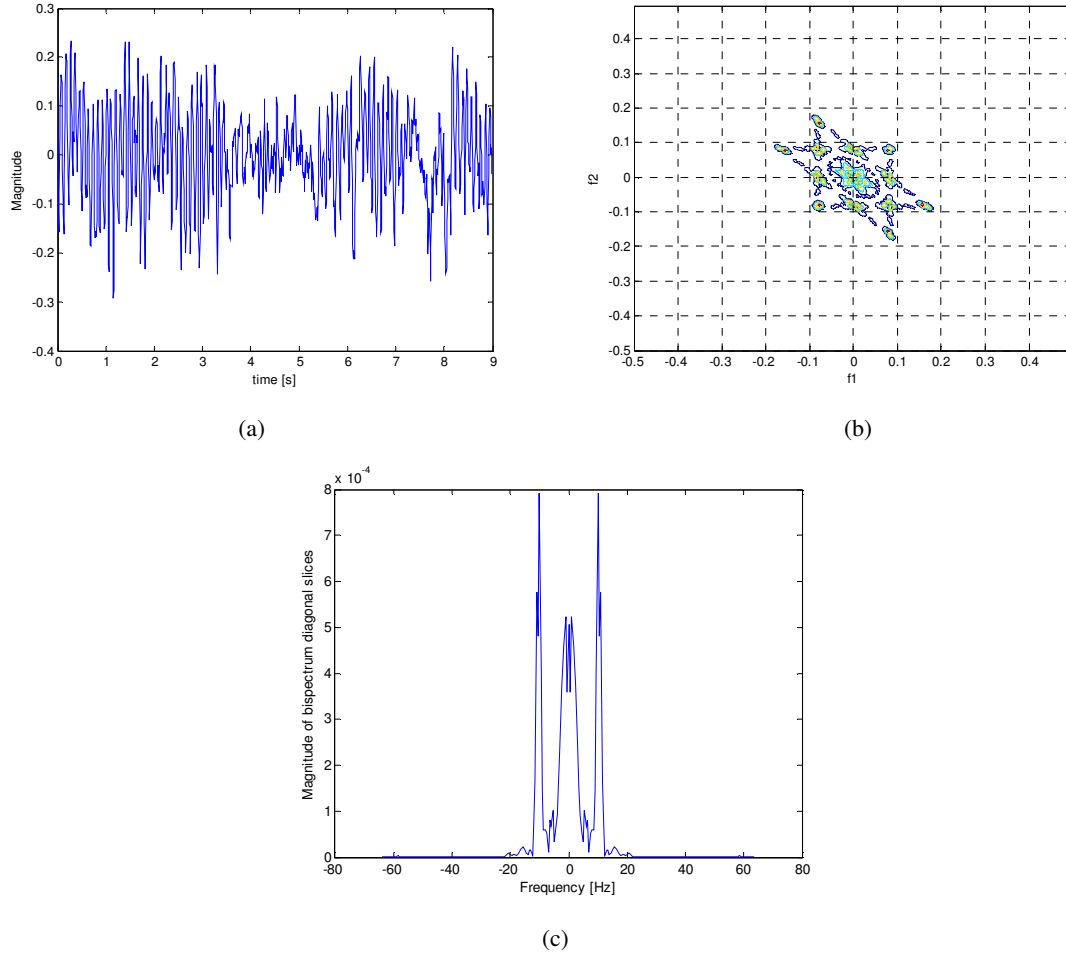 0.3
0.2
0.1
0
-0.1
-0.2
-0.3
-0.4
Magnitude
0 1 2 3 4 5 6 7 8 9
time [s]
(a)
0.4
0.3
0.2
0.1
0
-0.1
-0.2
-0.3
-0.4
-0.5
f2
-0.5 -0.4 -0.3 -0.2 -0.1 0 0.1 0.2 0.3 0.4
f1
(b)
x 10-4
8
7
6
5
4
3
2
1
0
Magnitude of bispectrum diagonal slices
-80 -60 -40 -20 0 20 40 60 80
Frequency [Hz]
(c)